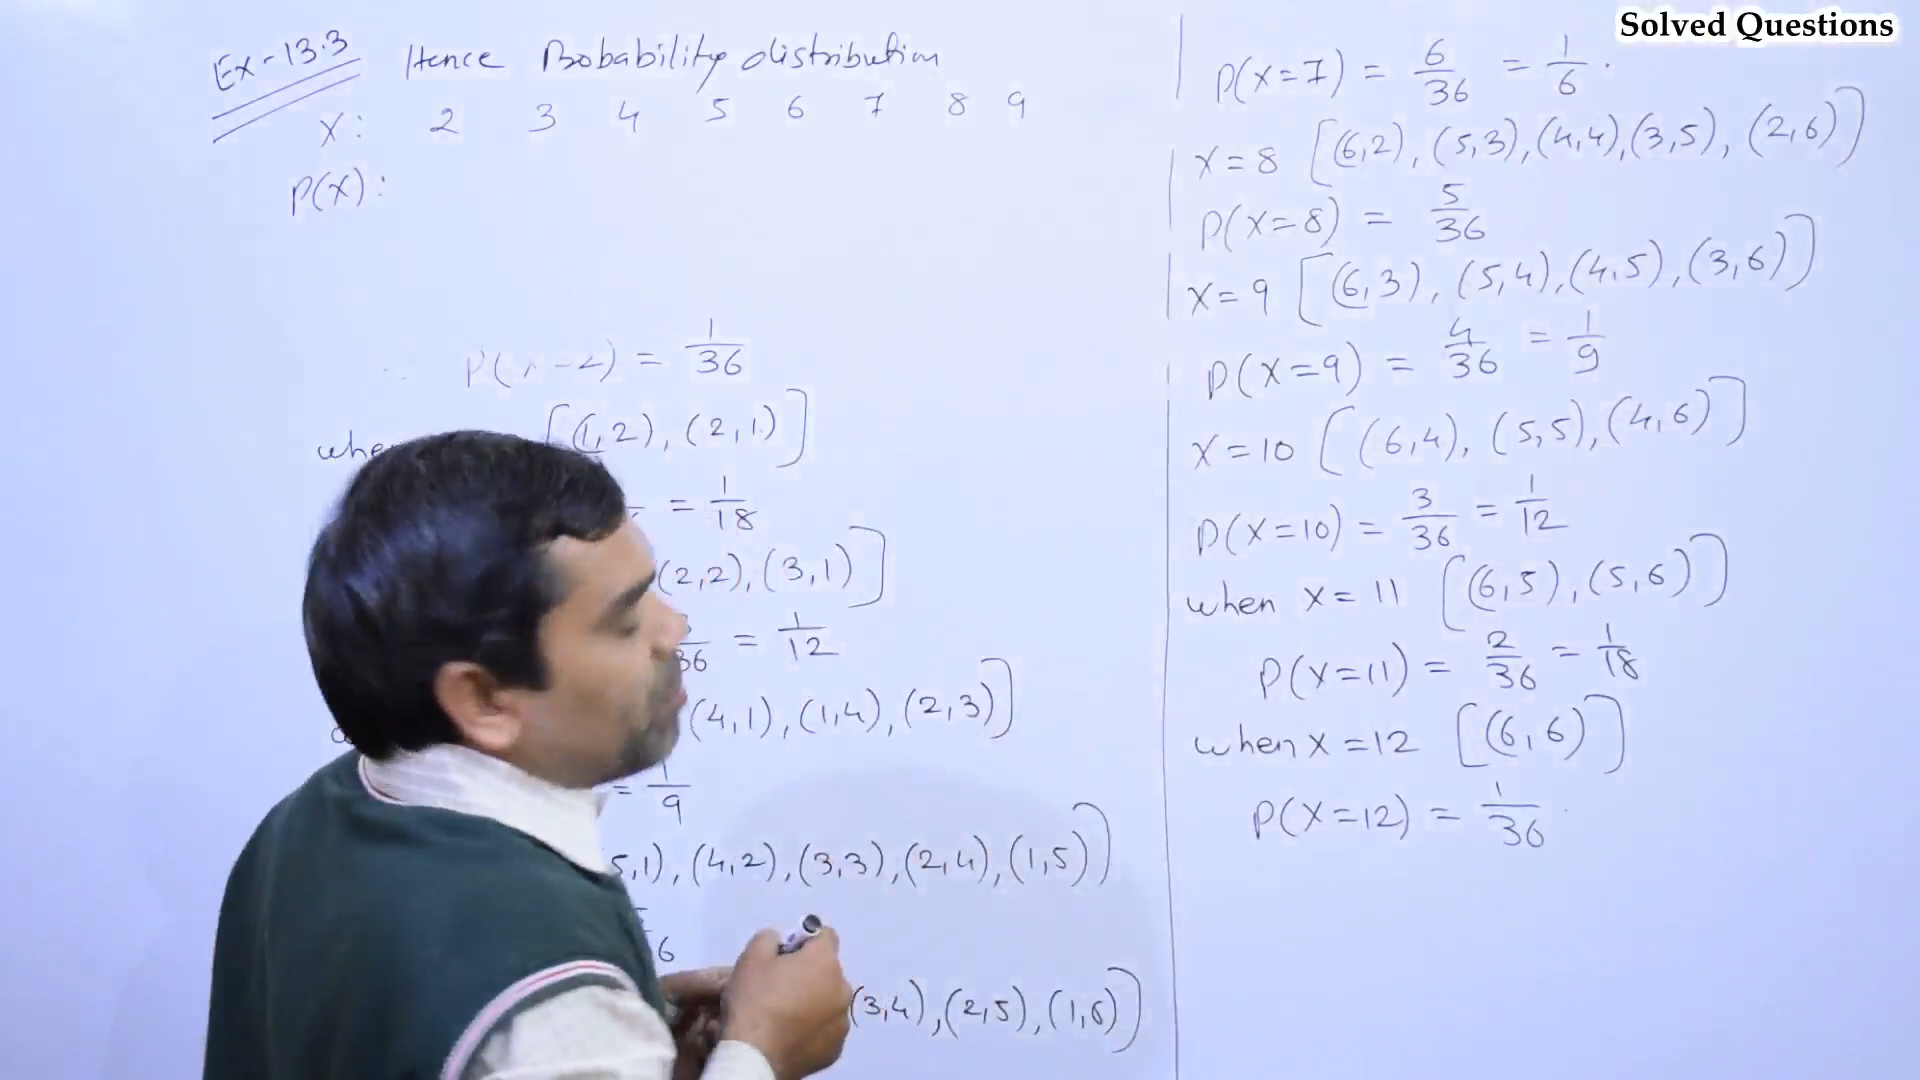 Solved Questions
Ex-13.3 Hence Probability distribution
X: 2 3 4 5 6 7 8 9
P(X):
= 1/36
[(1,2), (2,1)]
= 1/18
(2,2), (3,1)]
= 1/12
(4,1), (1,4), (2,3)]
= 1/9
5,1), (4,2), (3,3), (2,4), (1,5)]
(3,4), (2,5), (1,6)]
P(X=7) = 6/36 = 1/6.
X=8 [(6,2), (5,3), (4,4), (3,5), (2,6)]
P(X=8) = 5/36
X=9 [(6,3), (5,4), (4,5), (3,6)]
P(X=9) = 4/36 = 1/9
X=10 [(6,4), (5,5), (4,6)]
P(X=10) = 3/36 = 1/12
when X=11 [(6,5), (5,6)]
P(X=11) = 2/36 = 1/18
when X=12 [(6,6)]
P(X=12) = 1/36